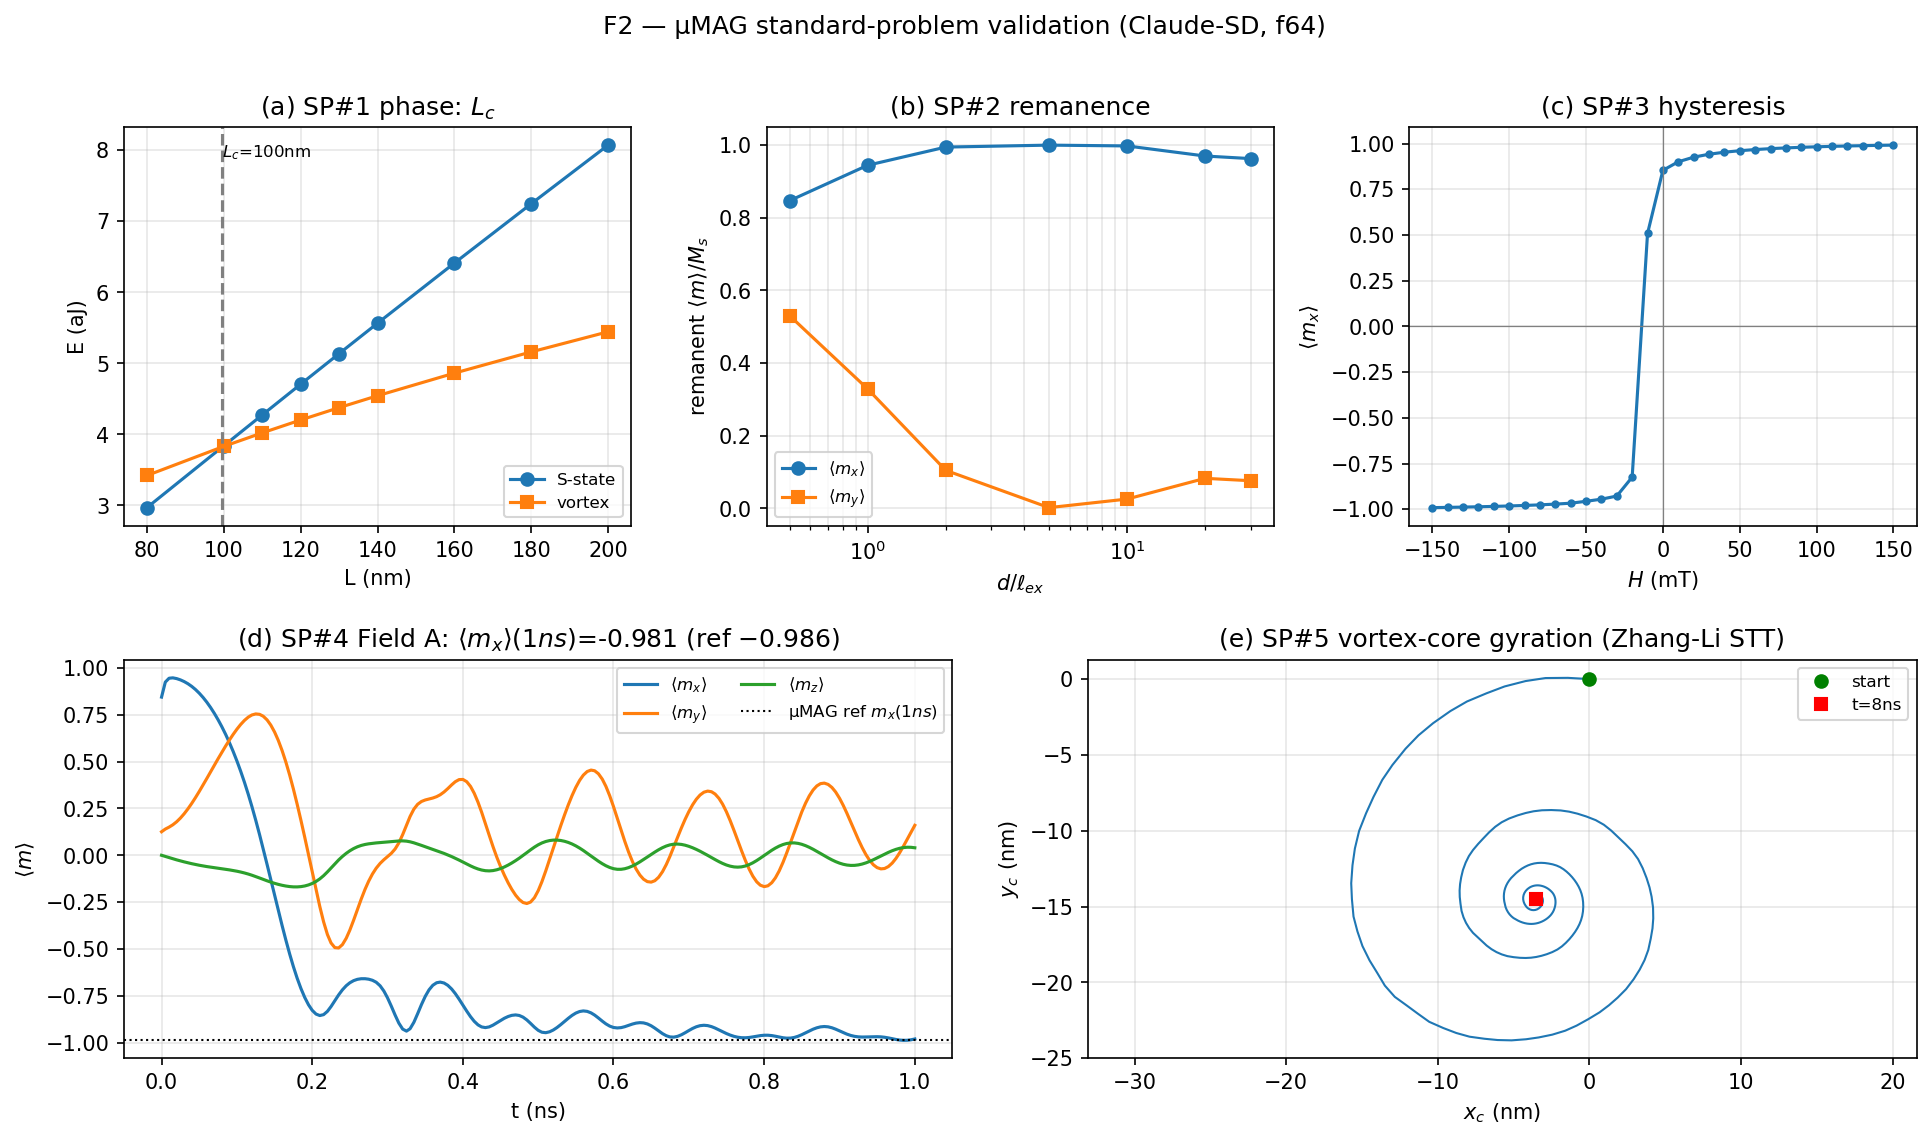 F2 — μMAG standard-problem validation (Claude-SD, f64)
(a) SP#1 phase: L_c
E (aJ)
8
7
6
5
4
3
L_c=100nm
S-state
vortex
80 100 120 140 160 180 200
L (nm)
(b) SP#2 remanence
remanent ⟨m⟩/M_s
1.0
0.8
0.6
0.4
0.2
0.0
⟨m_x⟩
⟨m_y⟩
10⁰ 10¹
d/ℓ_ex
(c) SP#3 hysteresis
⟨m_x⟩
1.00
0.75
0.50
0.25
0.00
−0.25
−0.50
−0.75
−1.00
−150 −100 −50 0 50 100 150
H (mT)
(d) SP#4 Field A: ⟨m_x⟩(1ns)=-0.981 (ref −0.986)
⟨m⟩
1.00
0.75
0.50
0.25
0.00
−0.25
−0.50
−0.75
−1.00
⟨m_x⟩ ⟨m_z⟩
⟨m_y⟩ μMAG ref m_x(1ns)
0.0 0.2 0.4 0.6 0.8 1.0
t (ns)
(e) SP#5 vortex-core gyration (Zhang-Li STT)
y_c (nm)
0
−5
−10
−15
−20
−25
start
t=8ns
−30 −20 −10 0 10 20
x_c (nm)